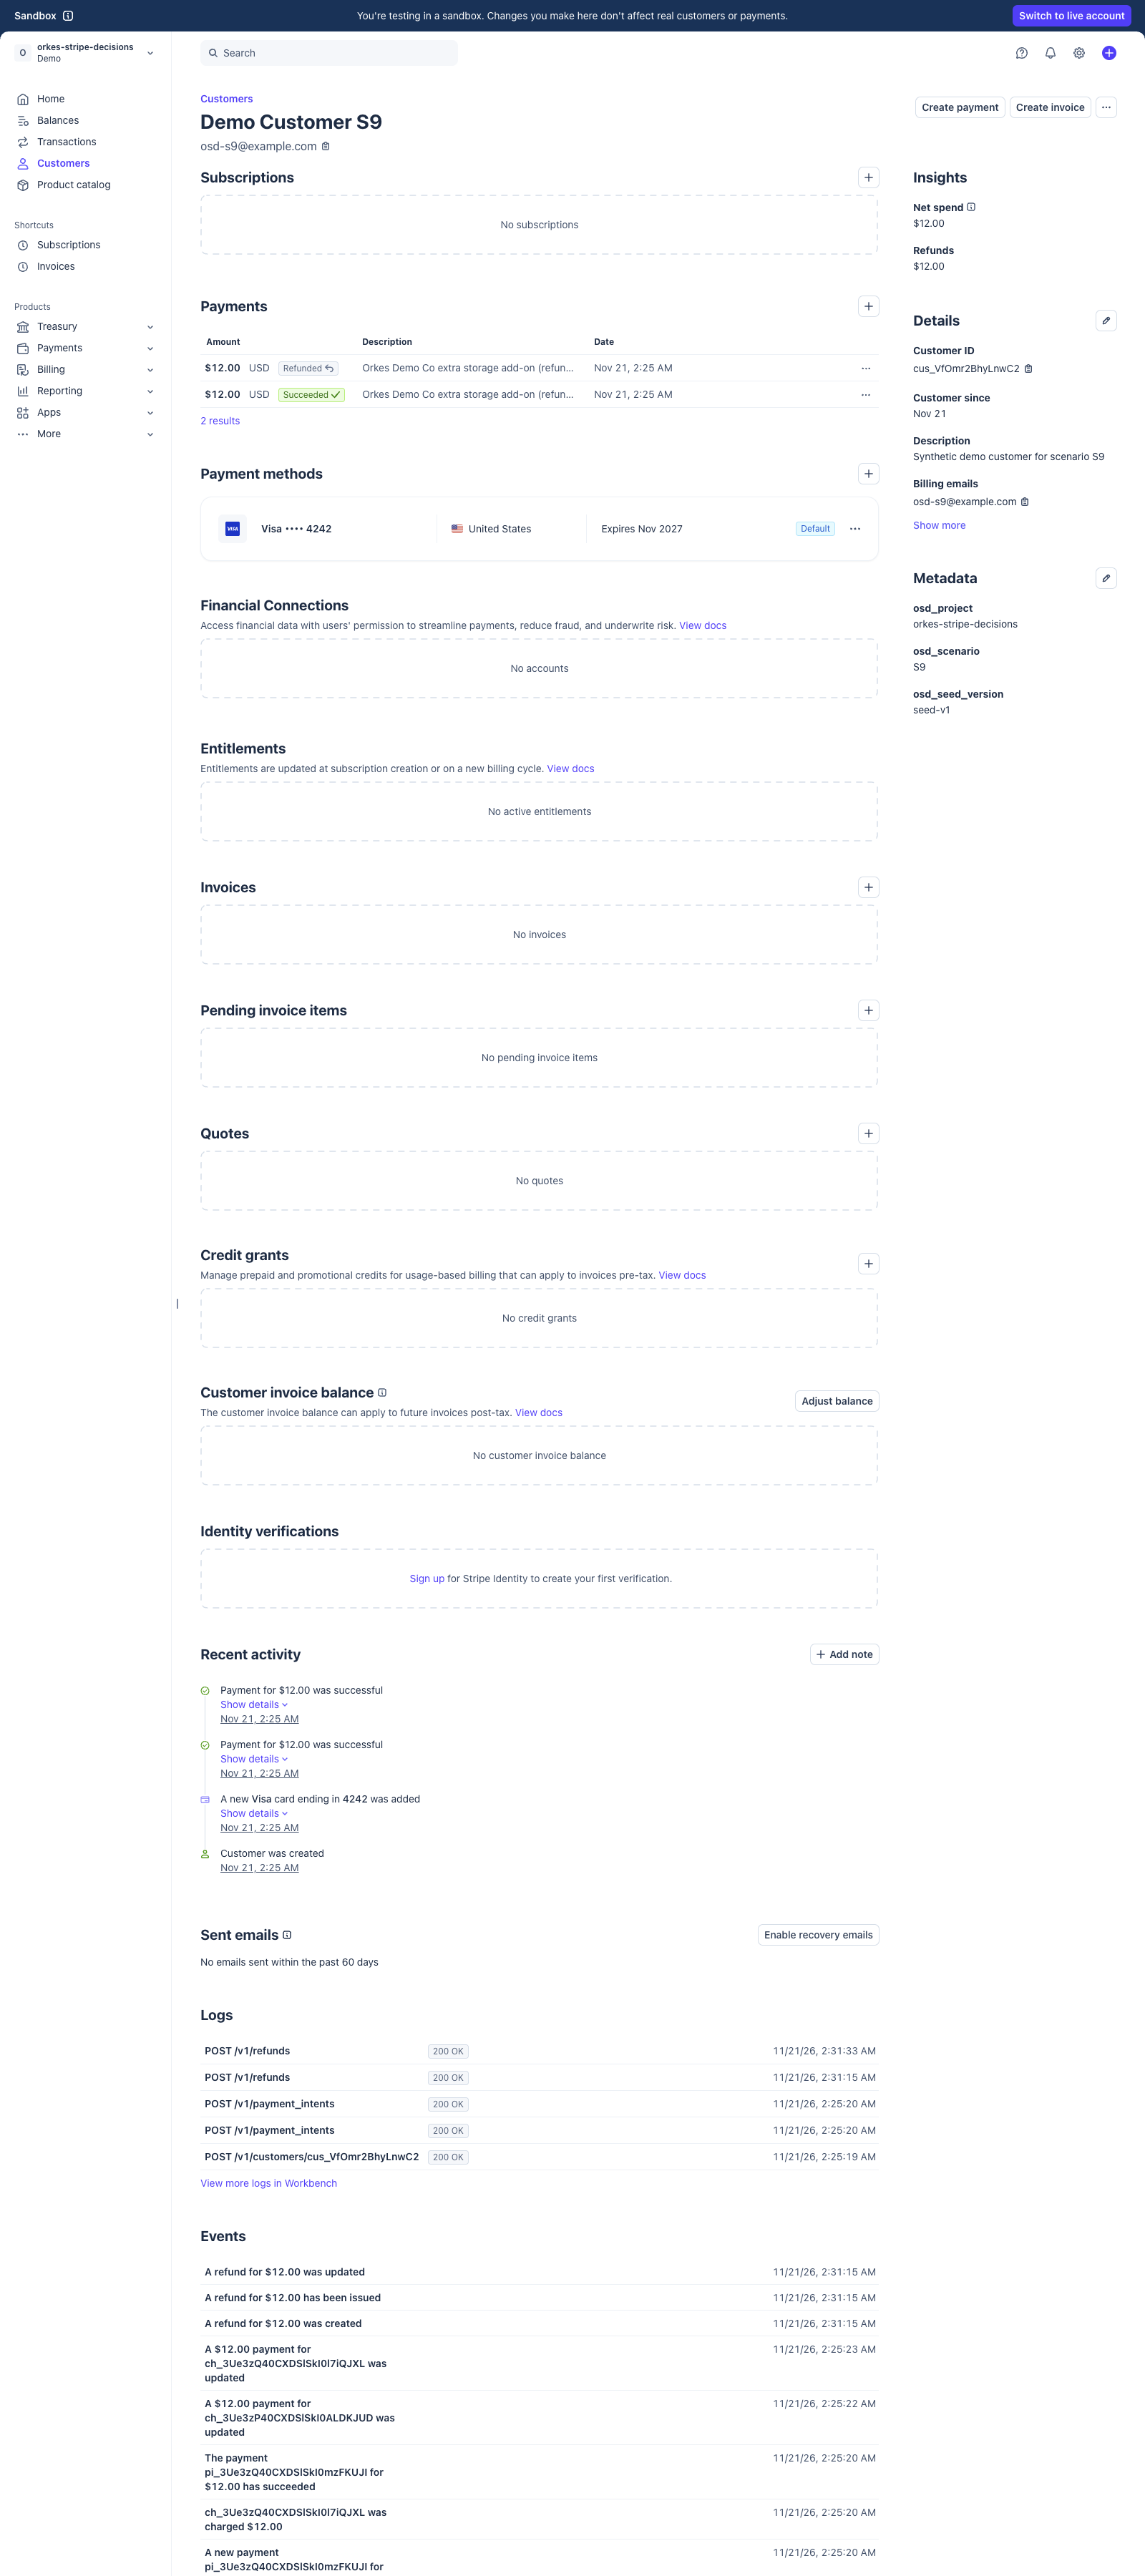 Sandbox
You're testing in a sandbox. Changes you make here don't affect real customers or payments.
Switch to live account
O
orkes-stripe-decisions
Demo
Search
Home
Balances
Transactions
Customers
Product catalog
Shortcuts
Subscriptions
Invoices
Products
Treasury
Payments
Billing
Reporting
Apps
More
Customers
Demo Customer S9
osd-s9@example.com
Create payment
Create invoice
Subscriptions
No subscriptions
Payments
Amount Description Date
$12.00 USD Refunded Orkes Demo Co extra storage add-on (refun... Nov 21, 2:25 AM
$12.00 USD Succeeded Orkes Demo Co extra storage add-on (refun... Nov 21, 2:25 AM
2 results
Payment methods
VISA Visa •••• 4242 United States Expires Nov 2027 Default
Financial Connections
Access financial data with users' permission to streamline payments, reduce fraud, and underwrite risk. View docs
No accounts
Entitlements
Entitlements are updated at subscription creation or on a new billing cycle. View docs
No active entitlements
Invoices
No invoices
Pending invoice items
No pending invoice items
Quotes
No quotes
Credit grants
Manage prepaid and promotional credits for usage-based billing that can apply to invoices pre-tax. View docs
No credit grants
Customer invoice balance
Adjust balance
The customer invoice balance can apply to future invoices post-tax. View docs
No customer invoice balance
Identity verifications
Sign up for Stripe Identity to create your first verification.
Recent activity
Add note
Payment for $12.00 was successful
Show details
Nov 21, 2:25 AM
Payment for $12.00 was successful
Show details
Nov 21, 2:25 AM
A new Visa card ending in 4242 was added
Show details
Nov 21, 2:25 AM
Customer was created
Nov 21, 2:25 AM
Sent emails
Enable recovery emails
No emails sent within the past 60 days
Logs
POST /v1/refunds 200 OK 11/21/26, 2:31:33 AM
POST /v1/refunds 200 OK 11/21/26, 2:31:15 AM
POST /v1/payment_intents 200 OK 11/21/26, 2:25:20 AM
POST /v1/payment_intents 200 OK 11/21/26, 2:25:20 AM
POST /v1/customers/cus_VfOmr2BhyLnwC2 200 OK 11/21/26, 2:25:19 AM
View more logs in Workbench
Events
A refund for $12.00 was updated 11/21/26, 2:31:15 AM
A refund for $12.00 has been issued 11/21/26, 2:31:15 AM
A refund for $12.00 was created 11/21/26, 2:31:15 AM
A $12.00 payment for 11/21/26, 2:25:23 AM
ch_3Ue3zQ40CXDSlSkI0l7iQJXL was
updated
A $12.00 payment for 11/21/26, 2:25:22 AM
ch_3Ue3zP40CXDSlSkI0ALDKJUD was
updated
The payment 11/21/26, 2:25:20 AM
pi_3Ue3zQ40CXDSlSkI0mzFKUJI for
$12.00 has succeeded
ch_3Ue3zQ40CXDSlSkI0l7iQJXL was 11/21/26, 2:25:20 AM
charged $12.00
A new payment 11/21/26, 2:25:20 AM
pi_3Ue3zQ40CXDSlSkI0mzFKUJI for
Insights
Net spend
$12.00
Refunds
$12.00
Details
Customer ID
cus_VfOmr2BhyLnwC2
Customer since
Nov 21
Description
Synthetic demo customer for scenario S9
Billing emails
osd-s9@example.com
Show more
Metadata
osd_project
orkes-stripe-decisions
osd_scenario
S9
osd_seed_version
seed-v1